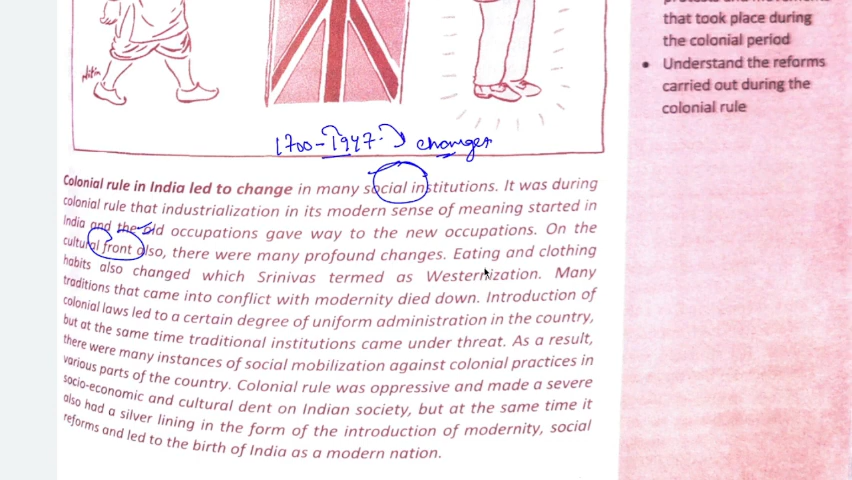 that took place during
the colonial period
• Understand the reforms
carried out during the
colonial rule
Nitin
1700-1947- changes
Colonial rule in India led to change in many social institutions. It was during
colonial rule that industrialization in its modern sense of meaning started in
India and the old occupations gave way to the new occupations. On the
cultural front also, there were many profound changes. Eating and clothing
habits also changed which Srinivas termed as Westernization. Many
traditions that came into conflict with modernity died down. Introduction of
colonial laws led to a certain degree of uniform administration in the country,
but at the same time traditional institutions came under threat. As a result,
there were many instances of social mobilization against colonial practices in
various parts of the country. Colonial rule was oppressive and made a severe
socio-economic and cultural dent on Indian society, but at the same time it
also had a silver lining in the form of the introduction of modernity, social
reforms and led to the birth of India as a modern nation.